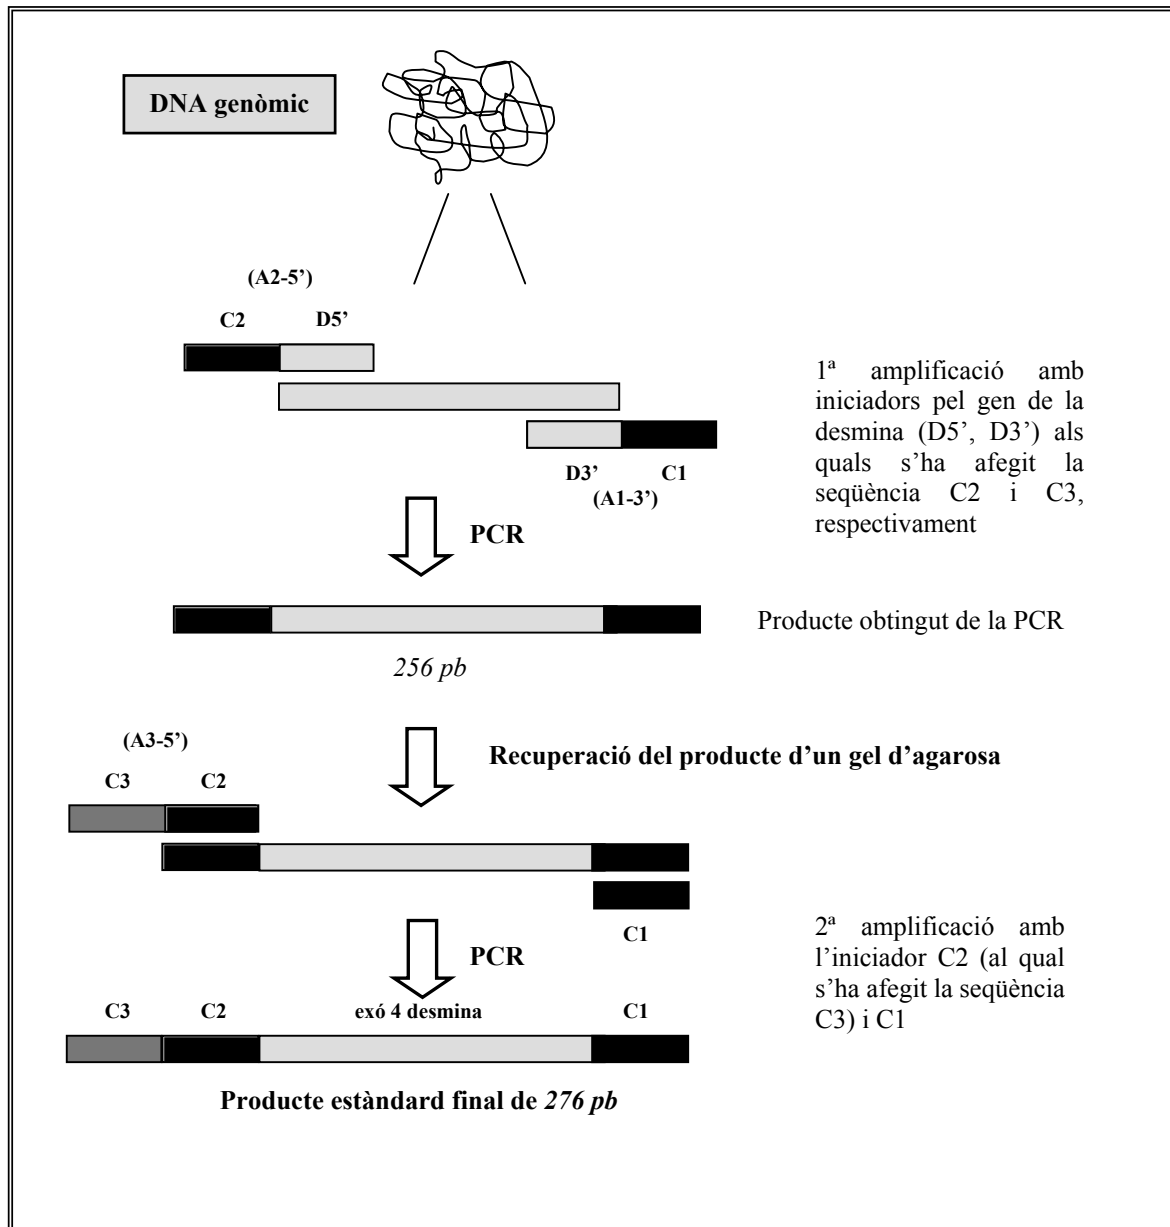 DNA genòmic
(A2-5’)
C2 D5’
1ª amplificació amb
iniciadors pel gen de la
desmina (D5’, D3’) als
quals s’ha afegit la
seqüència C2 i C3,
respectivament
D3’ C1
(A1-3’)
PCR
Producte obtingut de la PCR
256 pb
(A3-5’)
C3 C2
Recuperació del producte d’un gel d’agarosa
C1
2ª amplificació amb
l’iniciador C2 (al qual
s’ha afegit la seqüència
C3) i C1
PCR
C3 C2 exó 4 desmina C1
Producte estàndard final de 276 pb